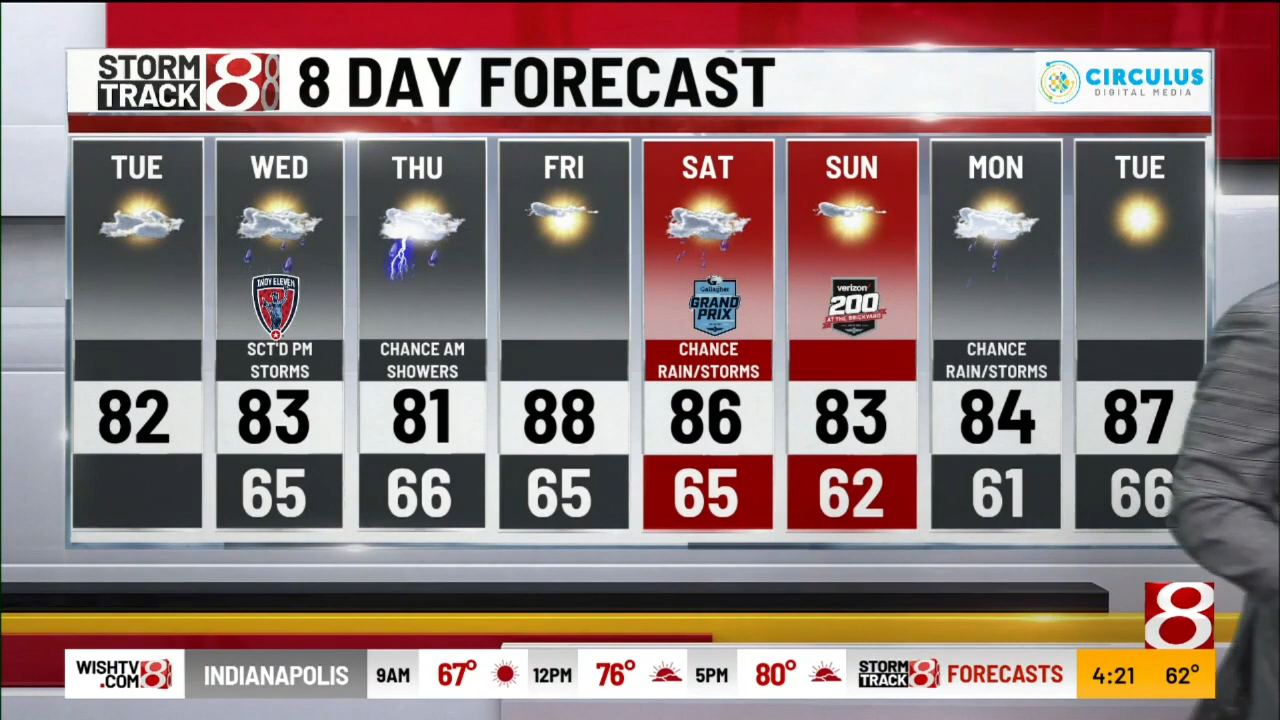 STORM TRACK 8 8 DAY FORECAST
CIRCULUS
DIGITAL MEDIA
TUE WED THU FRI SAT SUN MON TUE
INDY ELEVEN
Gallagher
GRAND
PRIX
verizon
200
AT THE BRICKYARD
SCT'D PM
STORMS
CHANCE AM
SHOWERS
CHANCE
RAIN/STORMS
CHANCE
RAIN/STORMS
82 83 81 88 86 83 84 87
65 66 65 65 62 61 66
8
WISHTV
.COM 8
INDIANAPOLIS 9AM 67° 12PM 76° 5PM 80° STORM TRACK 8 FORECASTS 4:21 62°